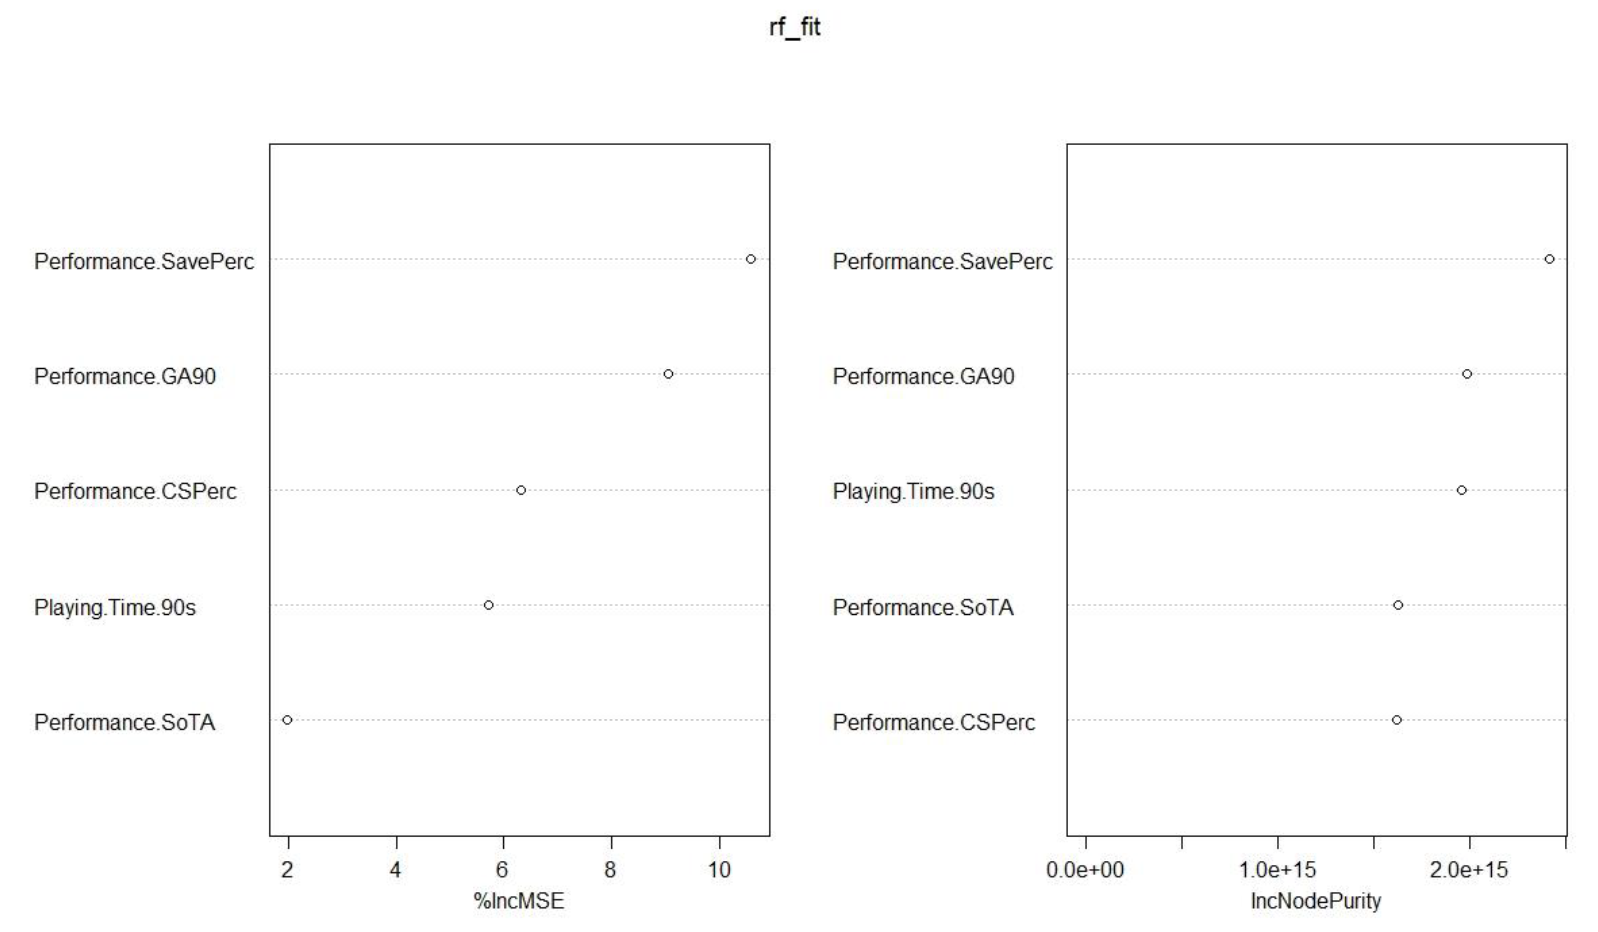 rf_fit
Performance.SavePerc
Performance.GA90
Performance.CSPerc
Playing.Time.90s
Performance.SoTA
2 4 6 8 10
%IncMSE
Performance.SavePerc
Performance.GA90
Playing.Time.90s
Performance.SoTA
Performance.CSPerc
0.0e+00 1.0e+15 2.0e+15
IncNodePurity